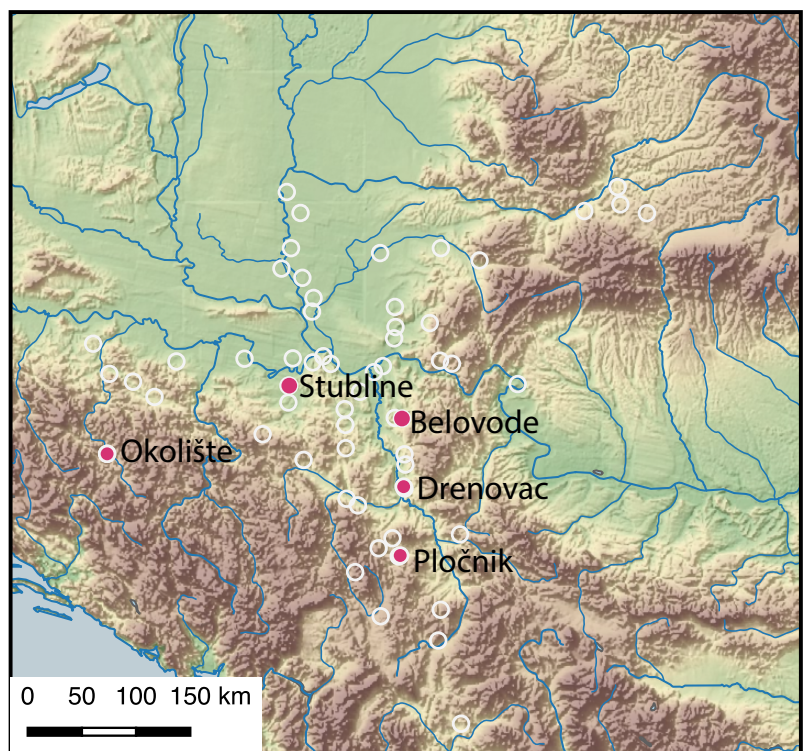 Stubline
Belovode
Okolište
Drenovac
Pločnik
0 50 100 150 km